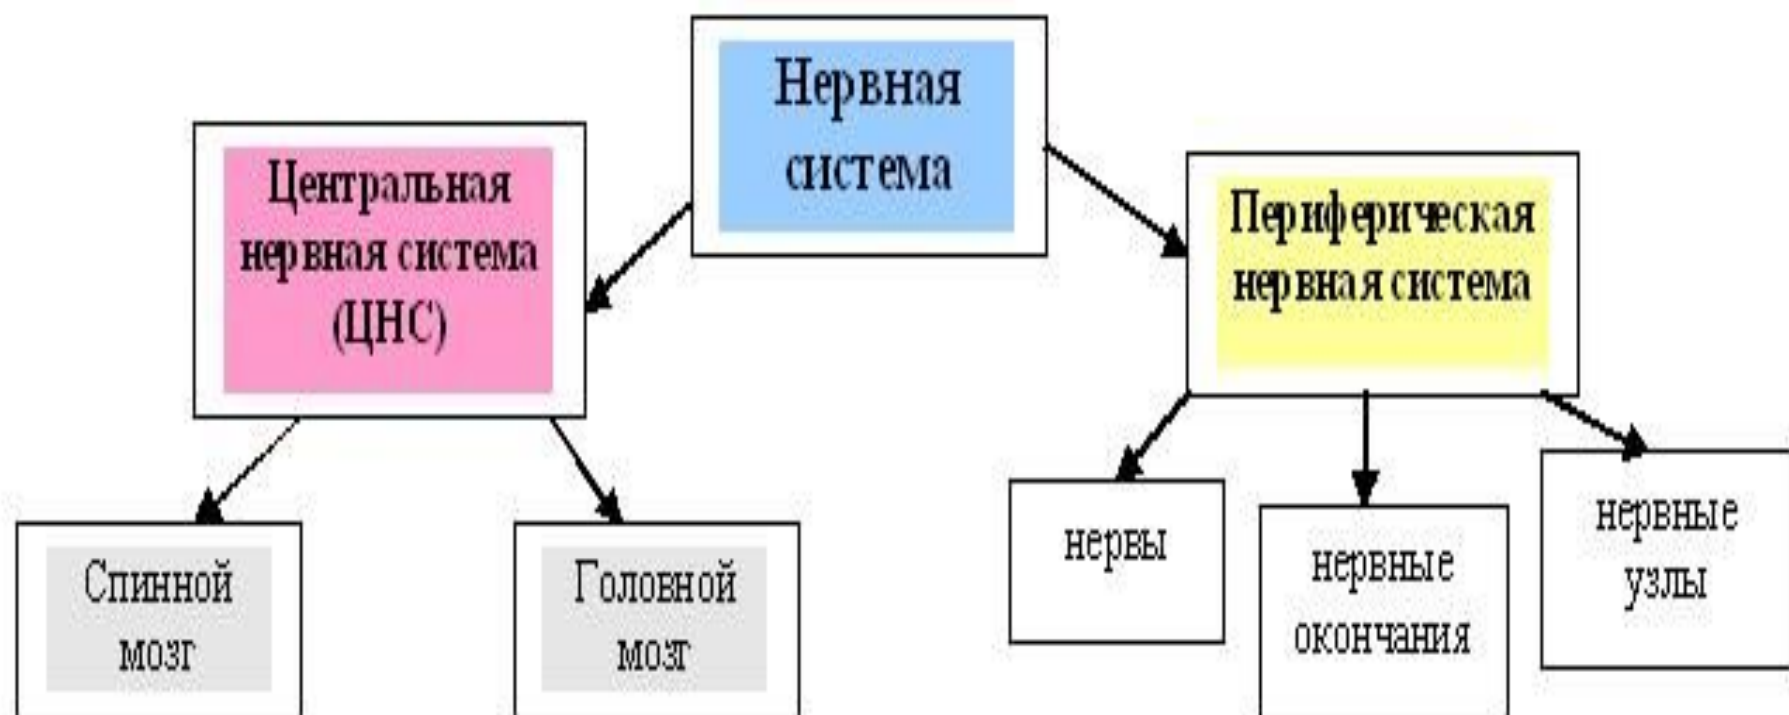 Нервная
система
Центральная
нервная система
(ЦНС)
Периферическая
нервная система
Спинной
мозг
Головной
мозг
нервы
нервные
окончания
нервные
узлы